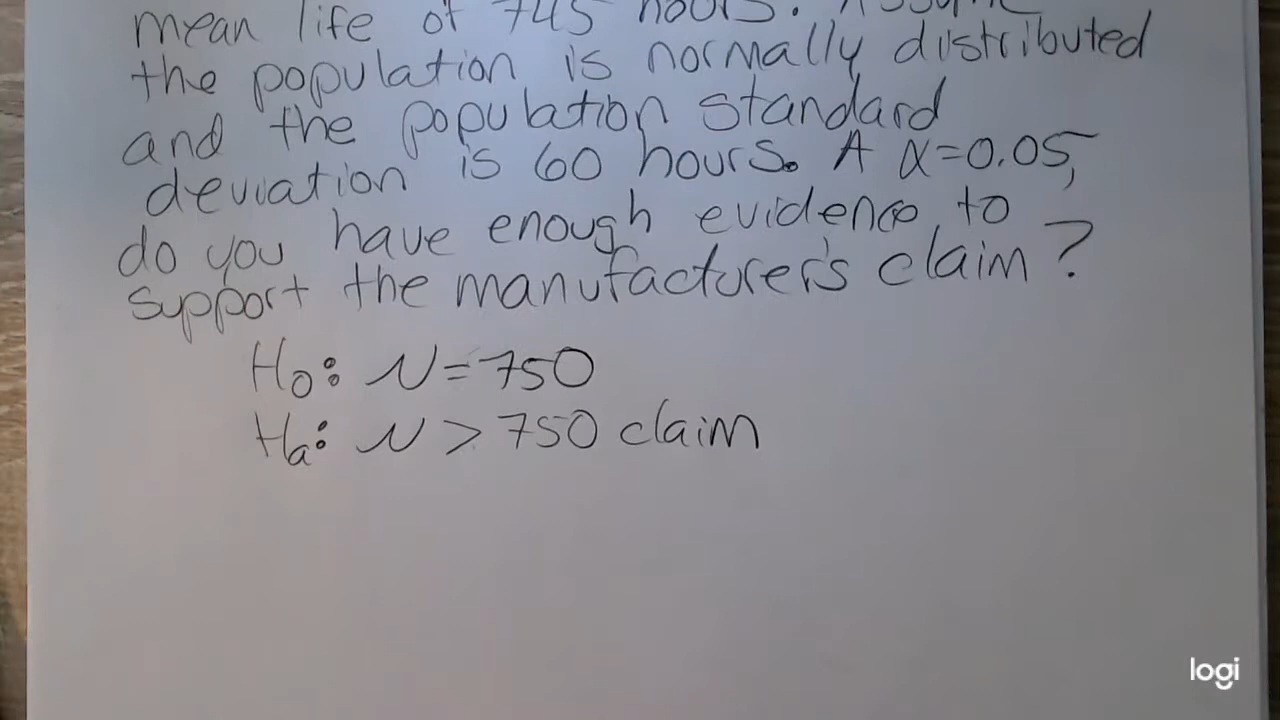 mean life of 745 hours. Assume
the population is normally distributed
and the population standard
deviation is 60 hours. A α=0.05,
do you have enough evidence to
support the manufacturer's claim?
H₀: μ=750
Hₐ: μ > 750 claim
logi